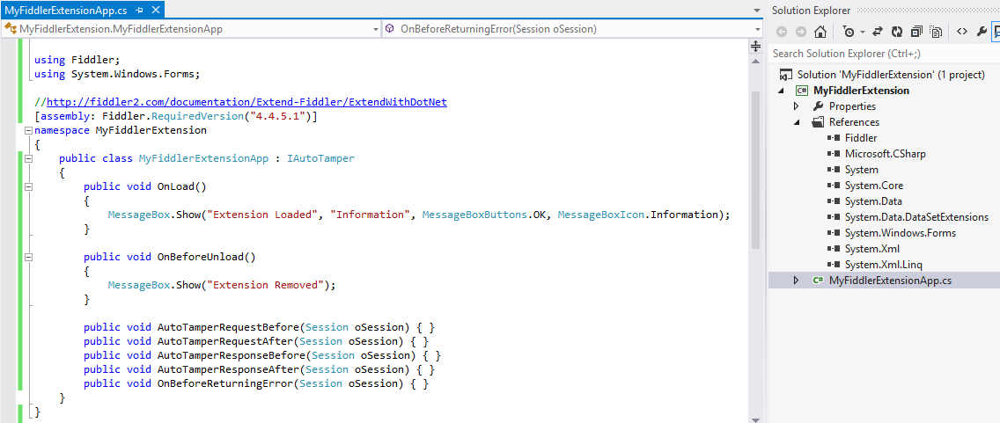 MyFiddlerExtensionApp.cs
MyFiddlerExtension.MyFiddlerExtensionApp
OnBeforeReturningError(Session oSession)
using Fiddler;
using System.Windows.Forms;
//http://fiddler2.com/documentation/Extend-Fiddler/ExtendWithDotNet
[assembly: Fiddler.RequiredVersion("4.4.5.1")]
namespace MyFiddlerExtension
{
public class MyFiddlerExtensionApp : IAutoTamper
{
public void OnLoad()
{
MessageBox.Show("Extension Loaded", "Information", MessageBoxButtons.OK, MessageBoxIcon.Information);
}
public void OnBeforeUnload()
{
MessageBox.Show("Extension Removed");
}
public void AutoTamperRequestBefore(Session oSession) { }
public void AutoTamperRequestAfter(Session oSession) { }
public void AutoTamperResponseBefore(Session oSession) { }
public void AutoTamperResponseAfter(Session oSession) { }
public void OnBeforeReturningError(Session oSession) { }
}
}
Solution Explorer
Search Solution Explorer (Ctrl+;)
Solution 'MyFiddlerExtension' (1 project)
C# MyFiddlerExtension
Properties
References
Fiddler
Microsoft.CSharp
System
System.Core
System.Data
System.Data.DataSetExtensions
System.Windows.Forms
System.Xml
System.Xml.Linq
C# MyFiddlerExtensionApp.cs